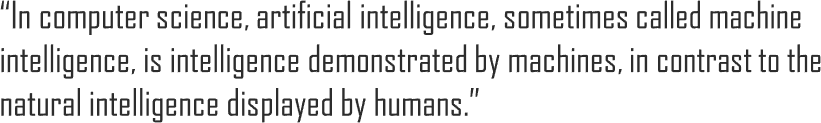 “In computer science, artificial intelligence, sometimes called machine
intelligence, is intelligence demonstrated by machines, in contrast to the
natural intelligence displayed by humans.”